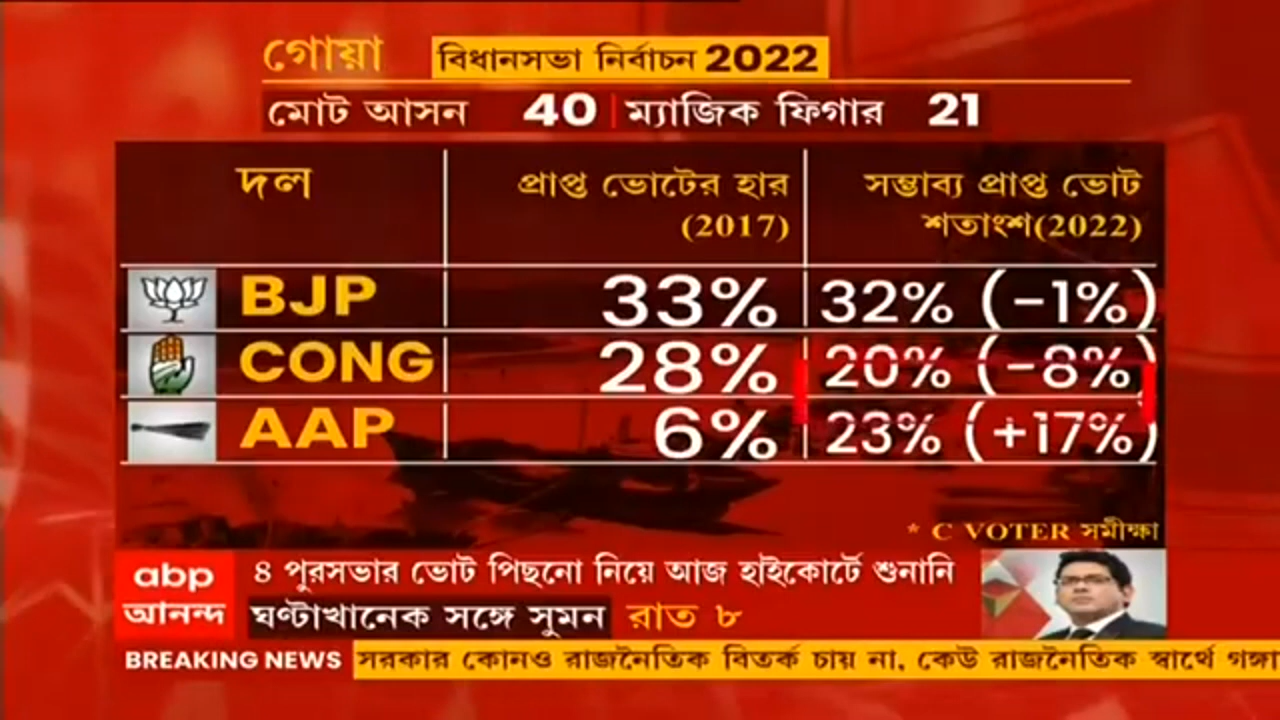 গোয়া বিধানসভা নির্বাচন 2022
মোট আসন 40 | ম্যাজিক ফিগার 21
দল
প্রাপ্ত ভোটের হার
(2017)
সম্ভাব্য প্রাপ্ত ভোট
শতাংশ(2022)
BJP 33% 32% (-1%)
CONG 28% 20% (-8%)
AAP 6% 23% (+17%)
* C VOTER সমীক্ষা
abp
আনন্দ
৪ পুরসভার ভোট পিছনো নিয়ে আজ হাইকোর্টে শুনানি
ঘণ্টাখানেক সঙ্গে সুমন রাত ৮
BREAKING NEWS সরকার কোনও রাজনৈতিক বিতর্ক চায় না, কেউ রাজনৈতিক স্বার্থে গঙ্গা